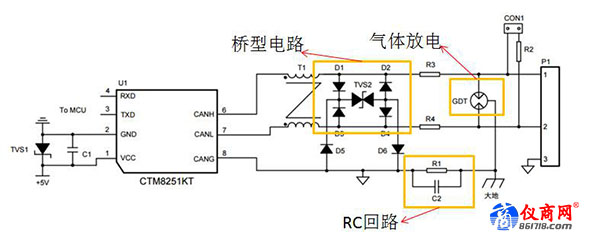 桥型电路
气体放电
CON1
U1
T1
D1
D2
TVS2
R3
R2
P1
4
RXD
3
TXD
To MCU
2
GND
1
VCC
CANH
6
CANL
7
CANG
8
CTM8251KT
TVS1
C1
+5V
D4
D5
D6
R4
GDT
1
2
3
R1
C2
大地
RC回路
仪商网®
861718.com